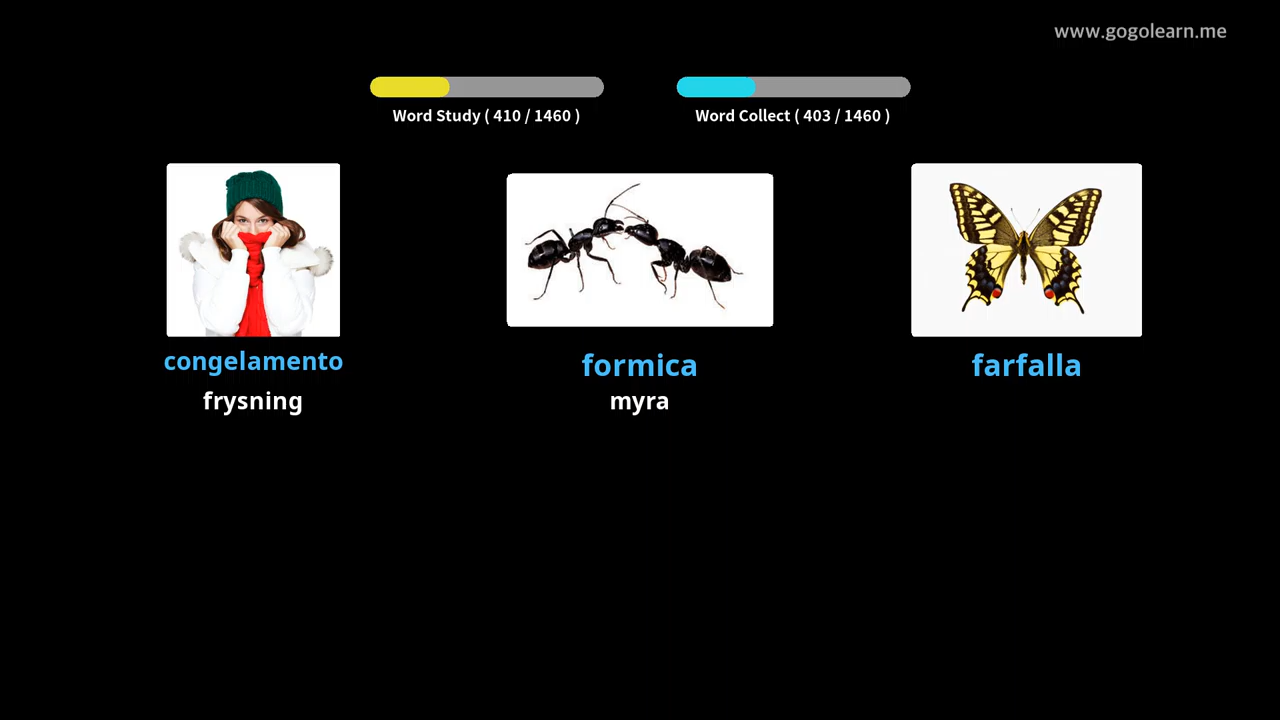 www.gogolearn.me
Word Study ( 410 / 1460 )
Word Collect ( 403 / 1460 )
congelamento
frysning
formica
myra
farfalla